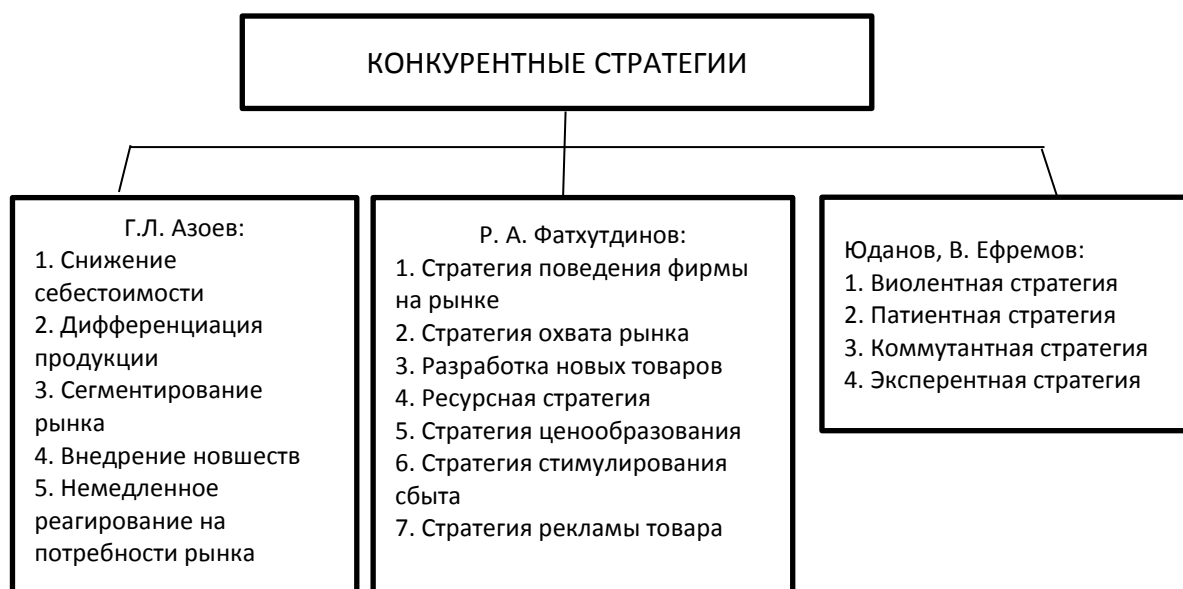 КОНКУРЕНТНЫЕ СТРАТЕГИИ
Г.Л. Азоев:
1. Снижение
себестоимости
2. Дифференциация
продукции
3. Сегментирование
рынка
4. Внедрение новшеств
5. Немедленное
реагирование на
потребности рынка
Р. А. Фатхутдинов:
1. Стратегия поведения фирмы
на рынке
2. Стратегия охвата рынка
3. Разработка новых товаров
4. Ресурсная стратегия
5. Стратегия ценообразования
6. Стратегия стимулирования
сбыта
7. Стратегия рекламы товара
Юданов, В. Ефремов:
1. Виолентная стратегия
2. Патиентная стратегия
3. Коммутантная стратегия
4. Эксперентная стратегия